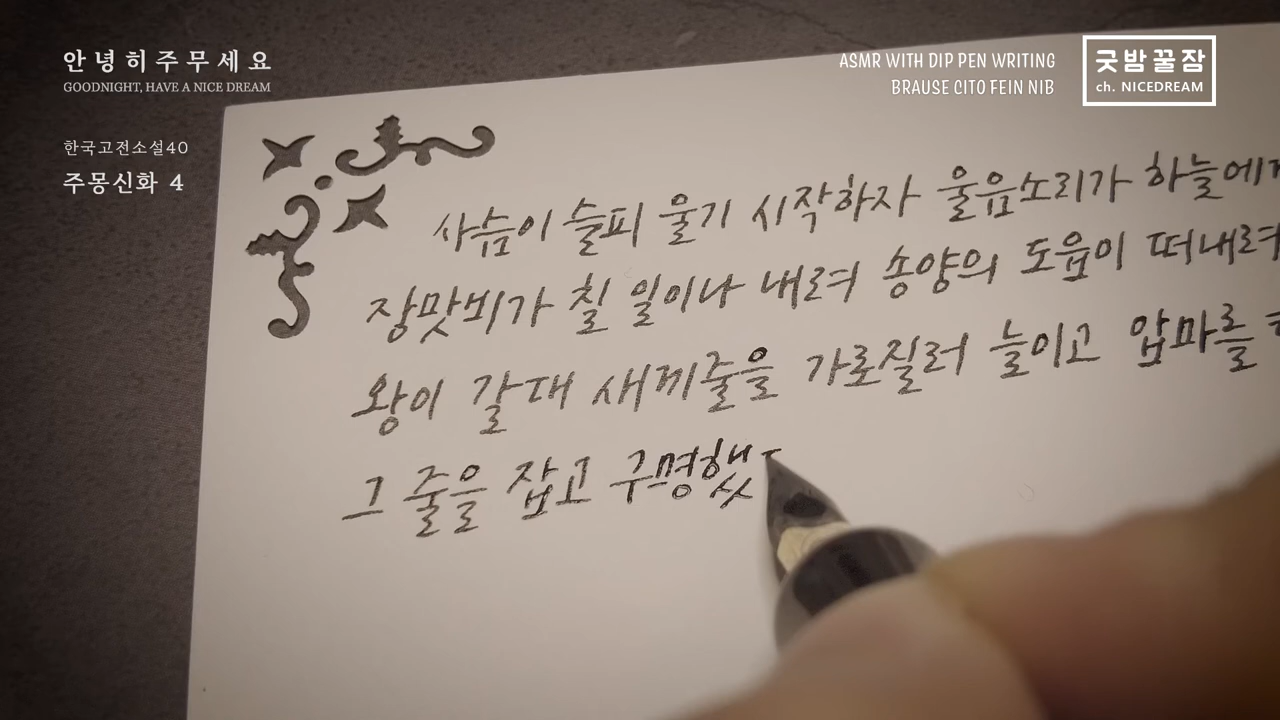 안녕히주무세요
GOODNIGHT, HAVE A NICE DREAM
ASMR WITH DIP PEN WRITING
BRAUSE CITO FEIN NIB
굿밤꿀잠
ch. NICEDREAM
한국고전소설40
주몽신화 4
사슴이 슬피 울기 시작하자 울음소리가 하늘에
장맛비가 칠 일이나 내려 송양의 도읍이 떠내려
왕이 갈대 새끼줄을 가로질러 늘이고 압마를
그 줄을 잡고 구명했